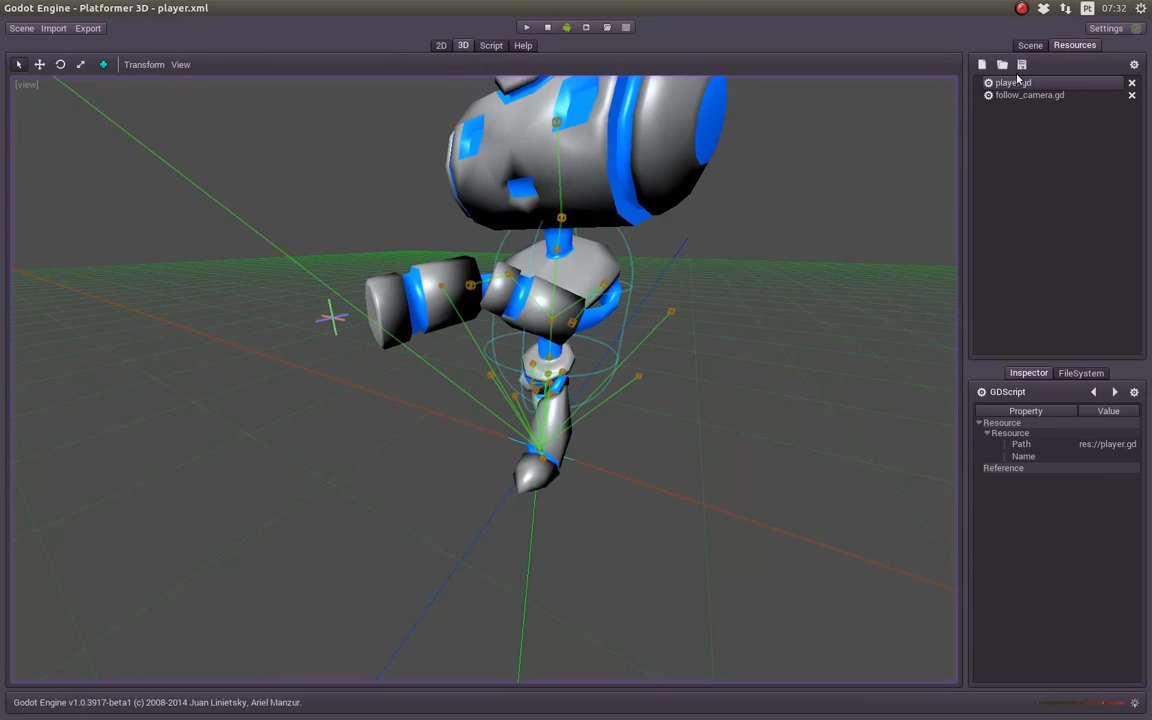 Godot Engine - Platformer 3D - player.xml
Pt 07:32
Scene Import Export
Settings
2D 3D Script Help
Scene Resources
Transform View
[view]
player.gd
follow_camera.gd
Inspector FileSystem
GDScript
Property Value
Resource
Resource
Path res://player.gd
Name
Reference
Godot Engine v1.0.3917-beta1 (c) 2008-2014 Juan Linietsky, Ariel Manzur.